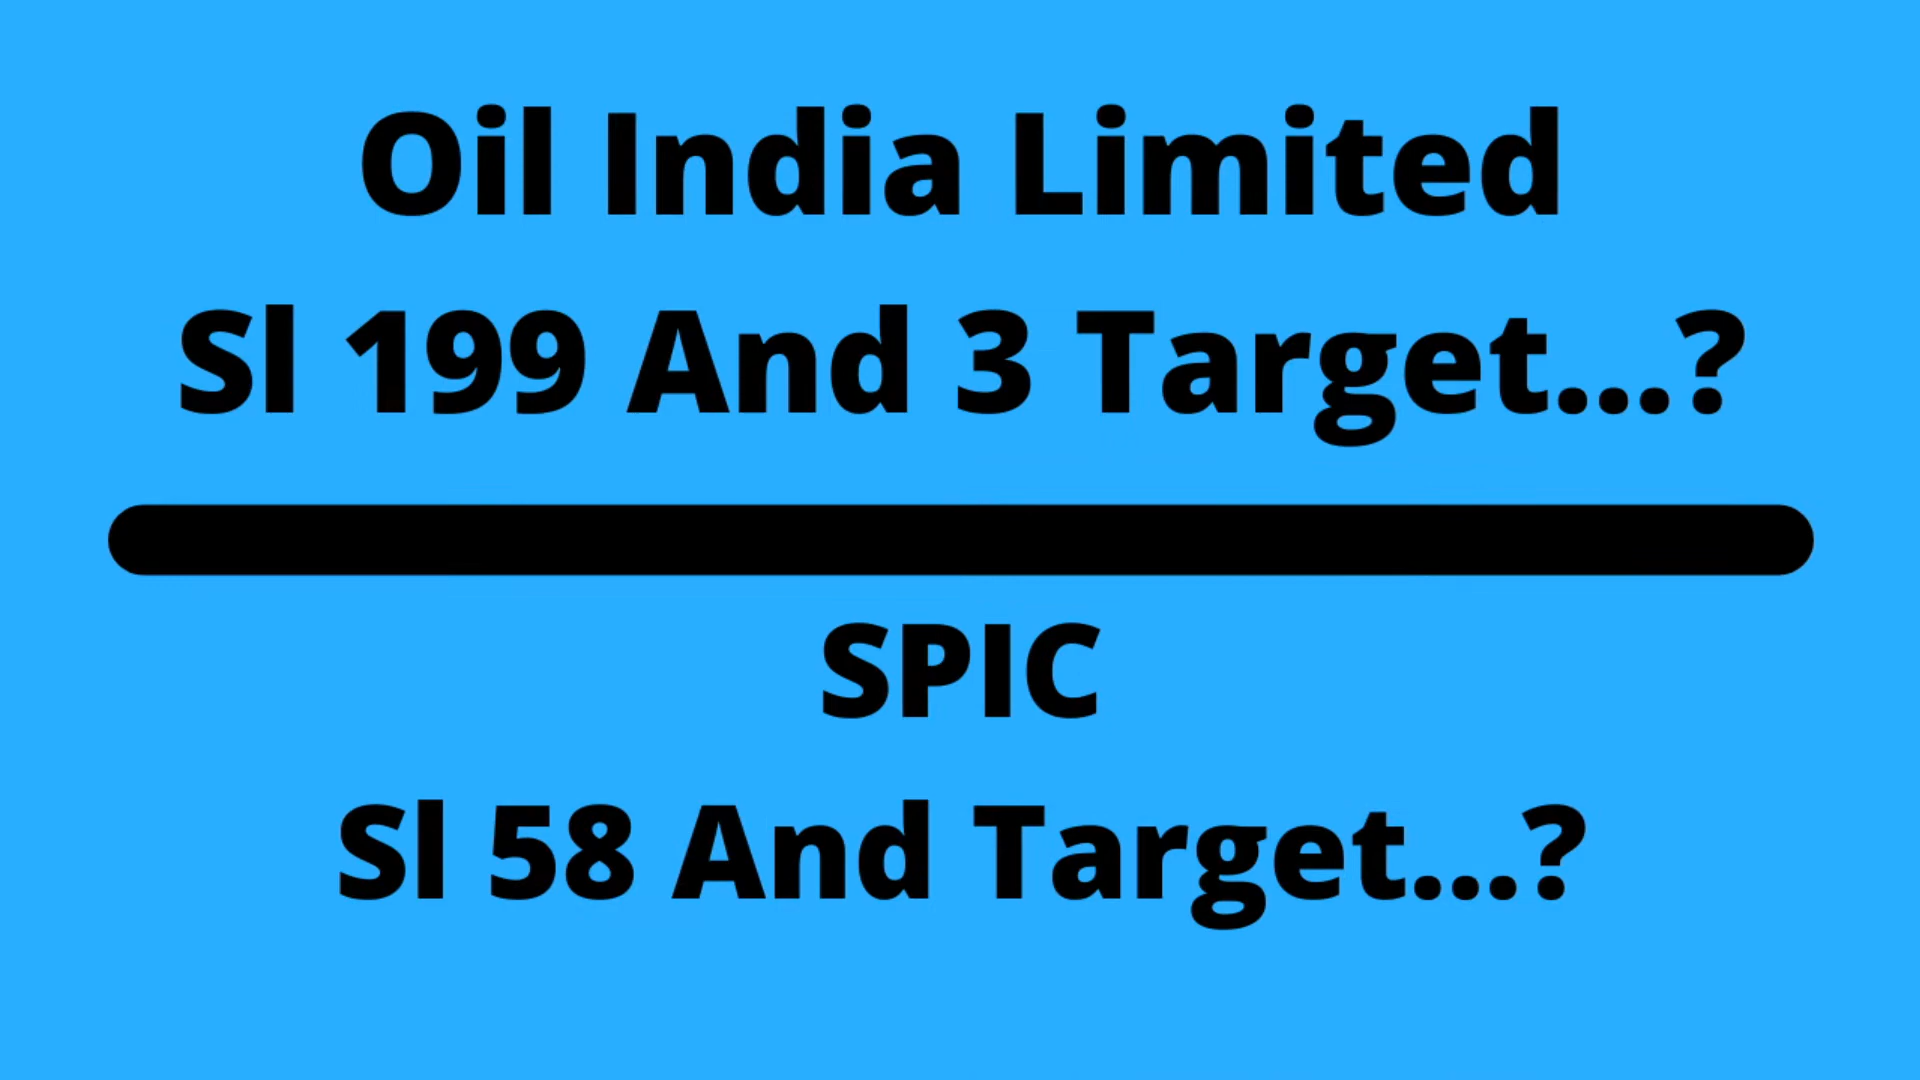 Oil India Limited
Sl 199 And 3 Target...?
SPIC
Sl 58 And Target...?